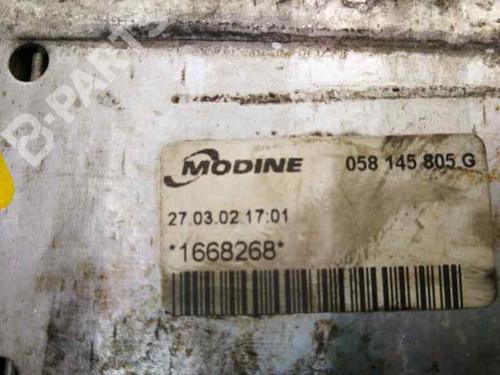 B-PARTS
MODINE 058 145 805 G
27.03.02 17:01
*1668268*